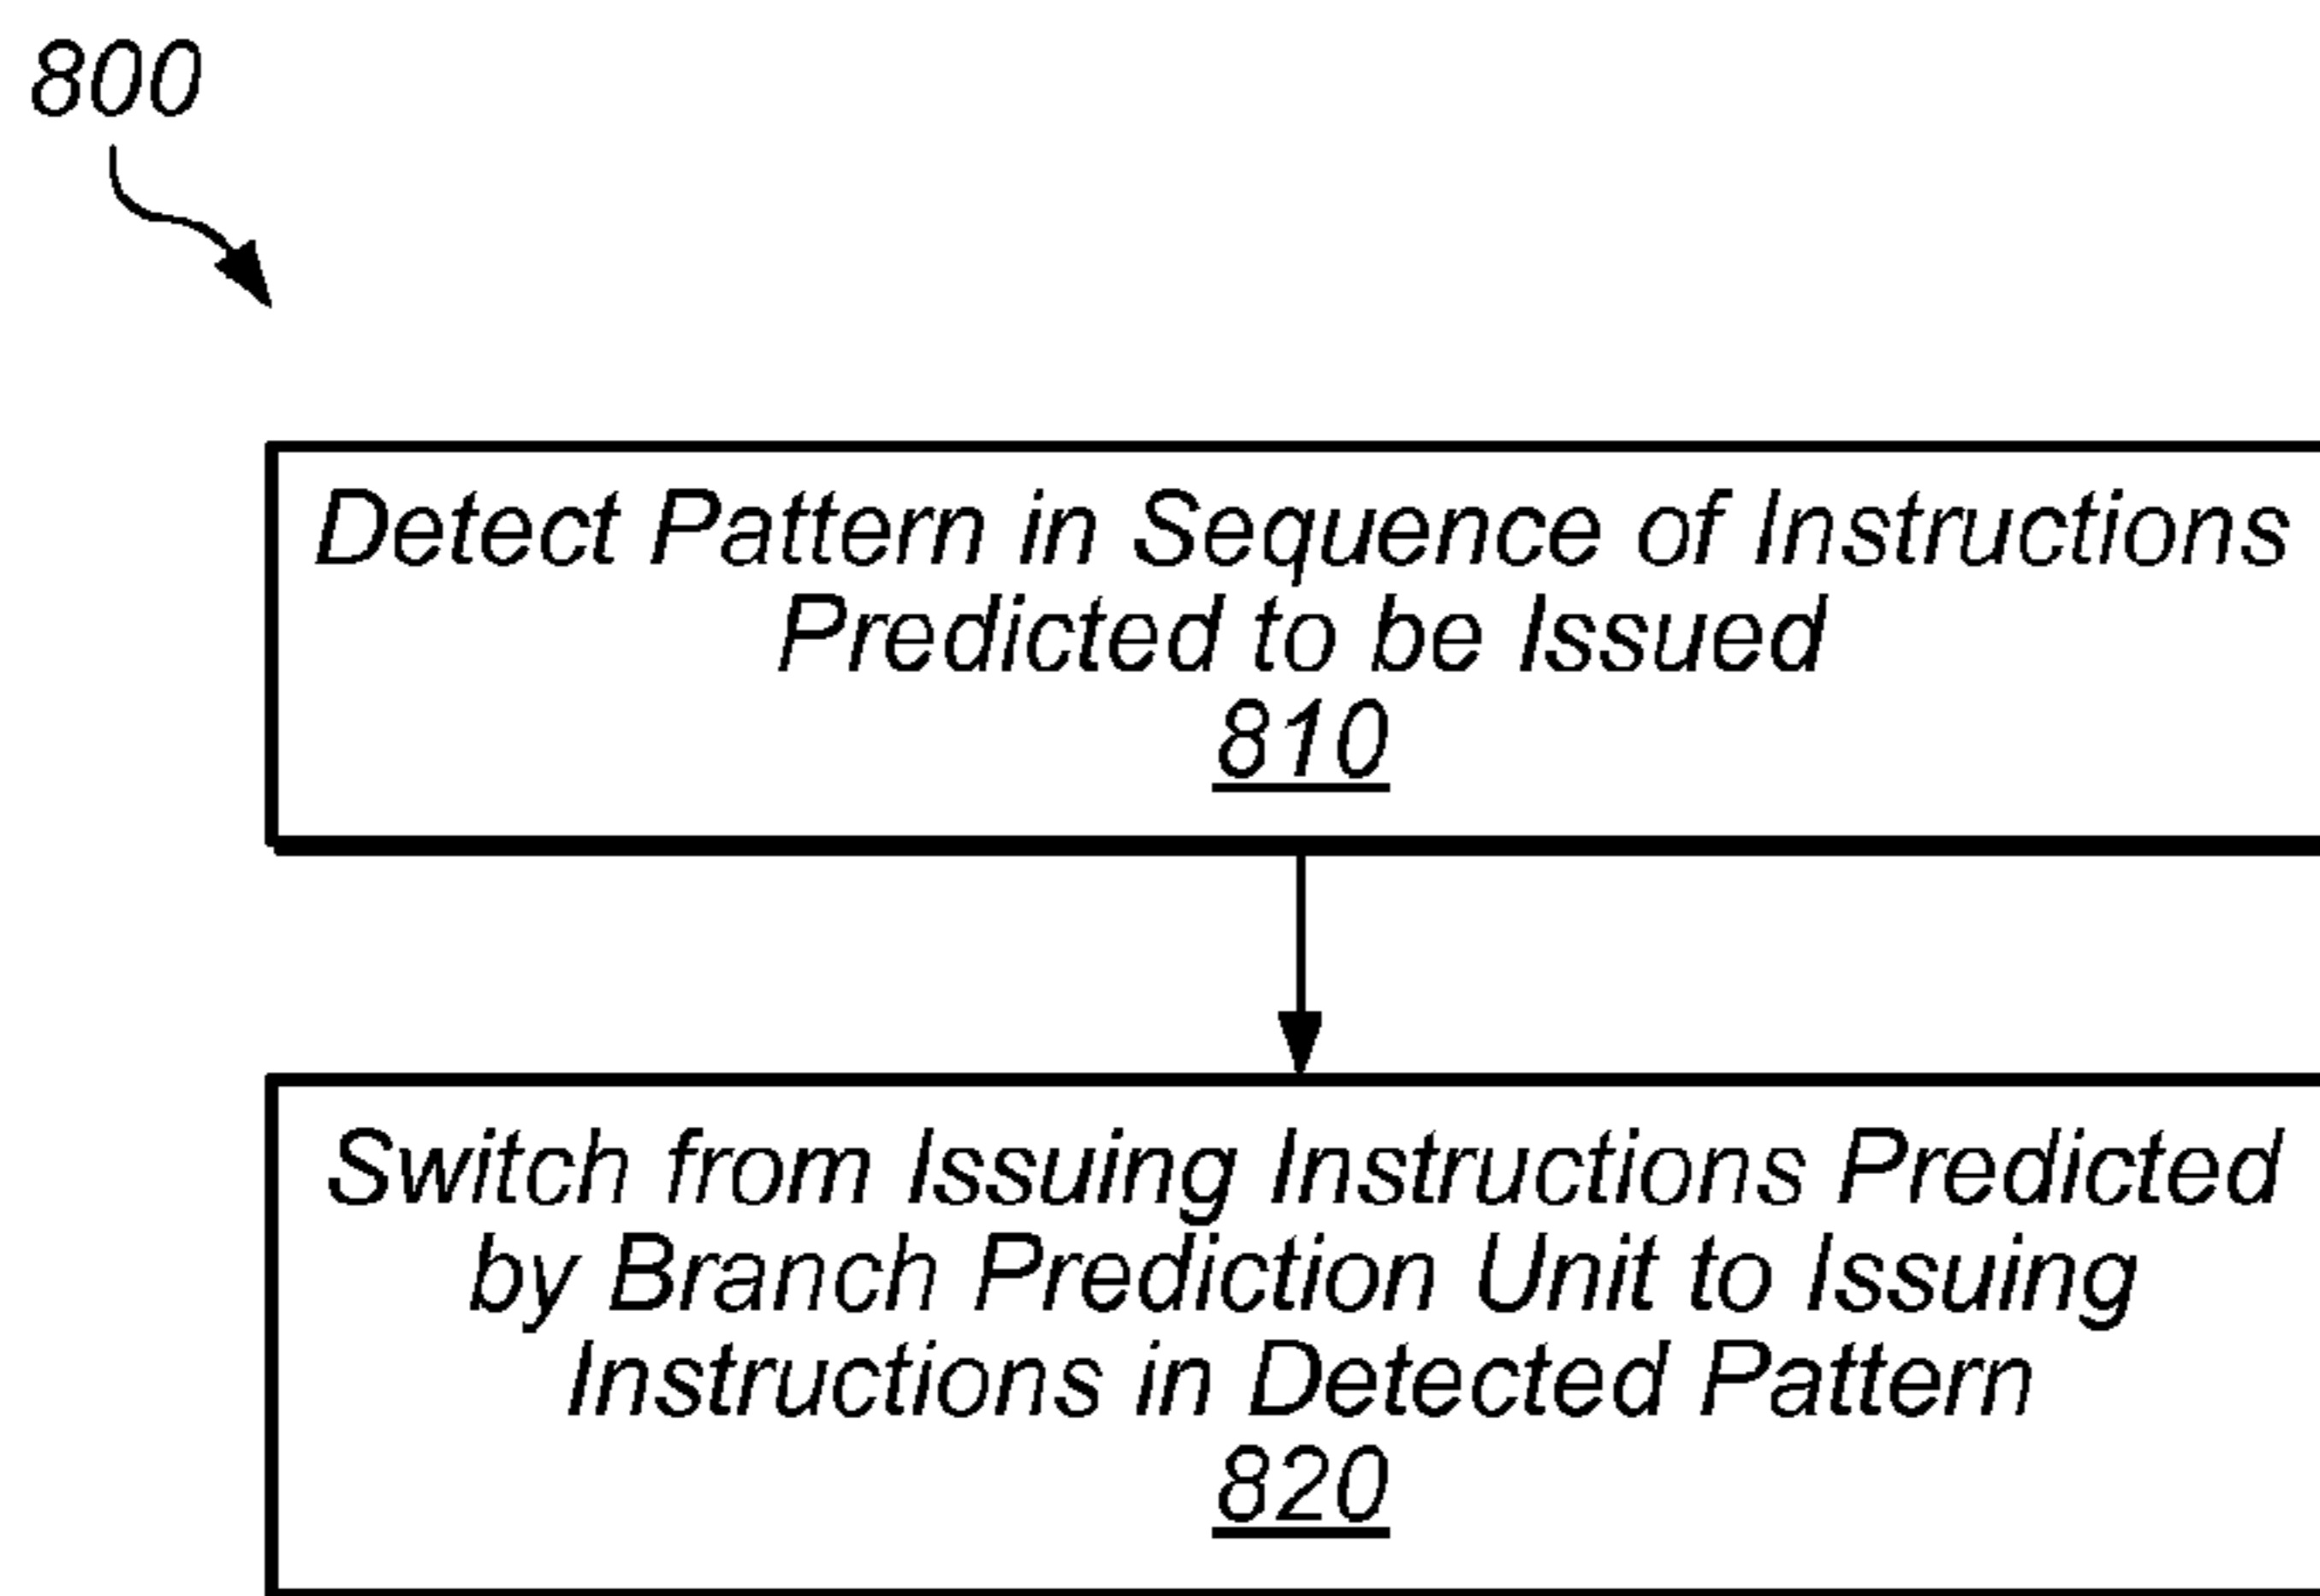 800
Detect Pattern in Sequence of Instructions
Predicted to be Issued
810
Switch from Issuing Instructions Predicted
by Branch Prediction Unit to Issuing
Instructions in Detected Pattern
820